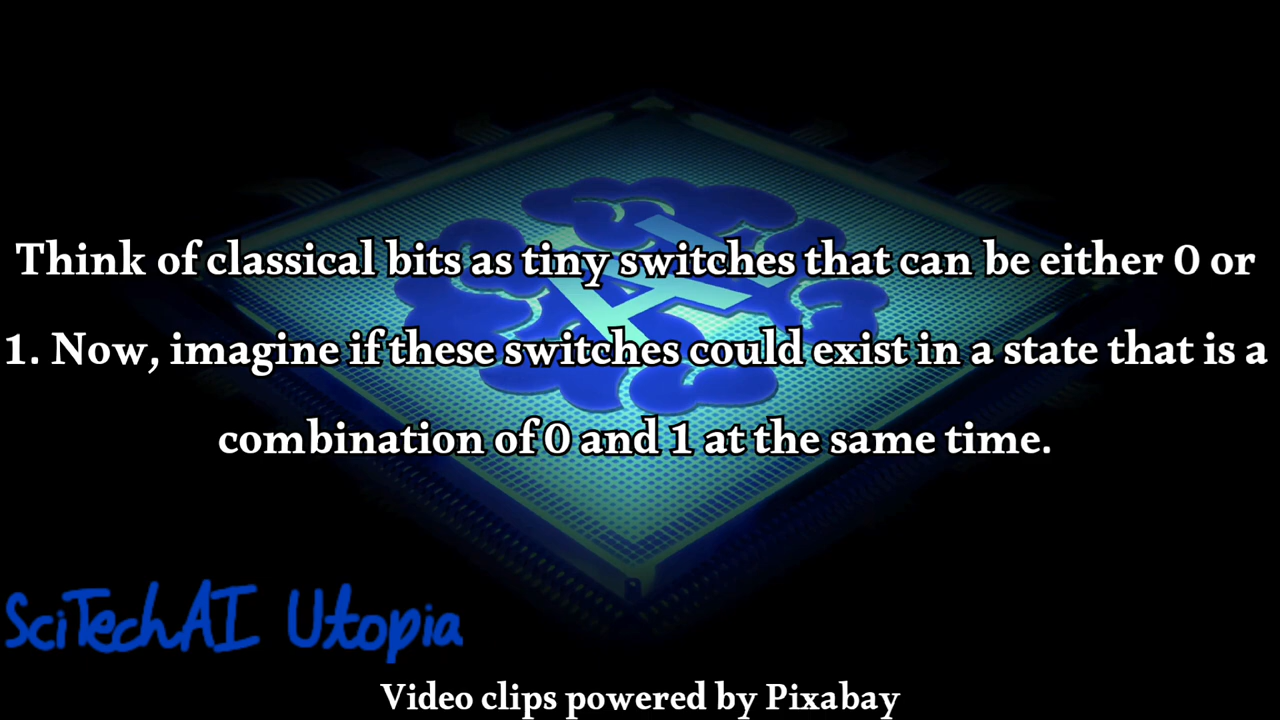 Think of classical bits as tiny switches that can be either 0 or
1. Now, imagine if these switches could exist in a state that is a
combination of 0 and 1 at the same time.
AI
SciTechAI Utopia
Video clips powered by Pixabay